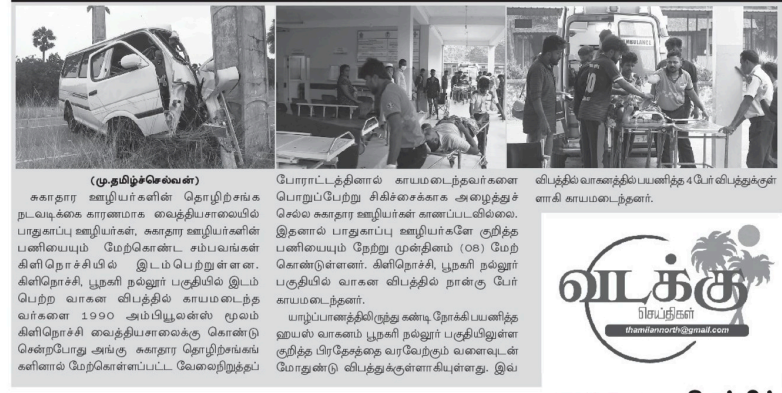 AMBULANCE
10
(மு.தமிழ்ச்செல்வன்)
சுகாதார ஊழியர்களின் தொழிற்சங்க
நடவடிக்கை காரணமாக வைத்தியசாலையில்
பாதுகாப்பு ஊழியர்கள், சுகாதார ஊழியர்களின்
பணியையும் மேற்கொண்ட சம்பவங்கள்
கிளிநொச்சியில் இடம்பெற்றுள்ளன.
கிளிநொச்சி, பூநகரி நல்லூர் பகுதியில் இடம்
பெற்ற வாகன விபத்தில் காயமடைந்த
வர்களை 1990 அம்பியூலன்ஸ் மூலம்
கிளிநொச்சி வைத்தியசாலைக்கு கொண்டு
சென்றபோது அங்கு சுகாதார தொழிற்சங்கங்
களினால் மேற்கொள்ளப்பட்ட வேலைநிறுத்தப்
போராட்டத்தினால் காயமடைந்தவர்களை
பொறுப்பேற்று சிகிச்சைக்காக அழைத்துச்
செல்ல சுகாதார ஊழியர்கள் காணப்படவில்லை.
இதனால் பாதுகாப்பு ஊழியர்களே குறித்த
பணியையும் நேற்று முன்தினம் (08) மேற்
கொண்டுள்ளனர். கிளிநொச்சி, பூநகரி நல்லூர்
பகுதியில் வாகன விபத்தில் நான்கு பேர்
காயமடைந்தனர்.
யாழ்ப்பாணத்திலிருந்து கண்டி நோக்கி பயணித்த
ஹயஸ் வாகனம் பூநகரி நல்லூர் பகுதியிலுள்ள
குறித்த பிரதேசத்தை வரவேற்கும் வளைவுடன்
மோதுண்டு விபத்துக்குள்ளாகியுள்ளது. இவ்
விபத்தில் வாகனத்தில் பயணித்த 4 பேர் விபத்துக்குள்
ளாகி காயமடைந்தனர்.
வடக்கு
செய்திகள்
thamilannorth@gmail.com